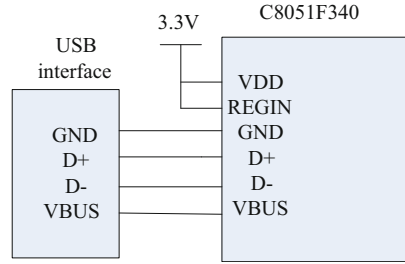 C8051F340
3.3V
USB
interface
VDD
REGIN
GND
D+
D-
VBUS
GND
D+
D-
VBUS